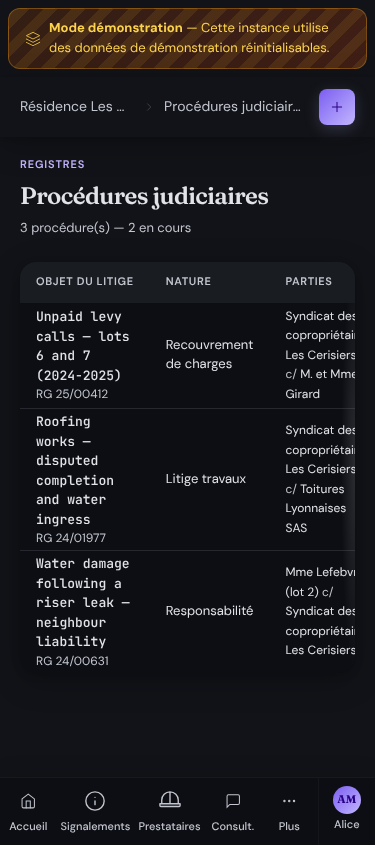 Mode démonstration — Cette instance utilise
des données de démonstration réinitialisables.
Résidence Les ...
Procédures judiciair...
REGISTRES
Procédures judiciaires
3 procédure(s) — 2 en cours
OBJET DU LITIGE NATURE PARTIES
Unpaid levy
calls — lots
6 and 7
(2024-2025)
RG 25/00412
Recouvrement
de charges
Syndicat des
copropriétai
Les Cerisiers
c/ M. et Mme
Girard
Roofing
works —
disputed
completion
and water
ingress
RG 24/01977
Litige travaux
Syndicat des
copropriétai
Les Cerisiers
c/ Toitures
Lyonnaises
SAS
Water damage
following a
riser leak —
neighbour
liability
RG 24/00631
Responsabilité
Mme Lefebvr
(lot 2) c/
Syndicat des
copropriétai
Les Cerisiers
Accueil Signalements Prestataires Consult. Plus
AM
Alice